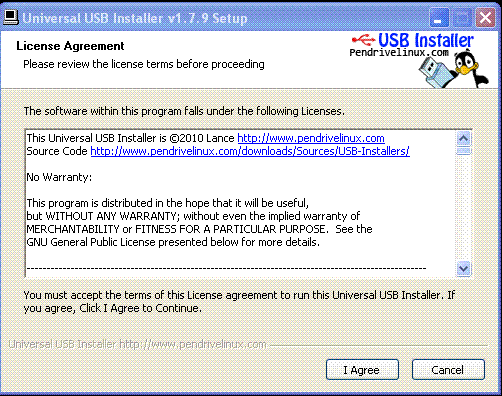 Universal USB Installer v1.7.9 Setup
License Agreement
Please review the license terms before proceeding
USB Installer
Pendrivelinux.com
The software within this program falls under the following Licenses.
This Universal USB Installer is ©2010 Lance http://www.pendrivelinux.com
Source Code http://www.pendrivelinux.com/downloads/Sources/USB-Installers/
No Warranty:
This program is distributed in the hope that it will be useful,
but WITHOUT ANY WARRANTY; without even the implied warranty of
MERCHANTABILITY or FITNESS FOR A PARTICULAR PURPOSE. See the
GNU General Public License presented below for more details.
--------------------------------------------------------------------------------
You must accept the terms of this License agreement to run this Universal USB Installer. If
you agree, Click I Agree to Continue.
Universal USB Installer http://www.pendrivelinux.com
I Agree
Cancel